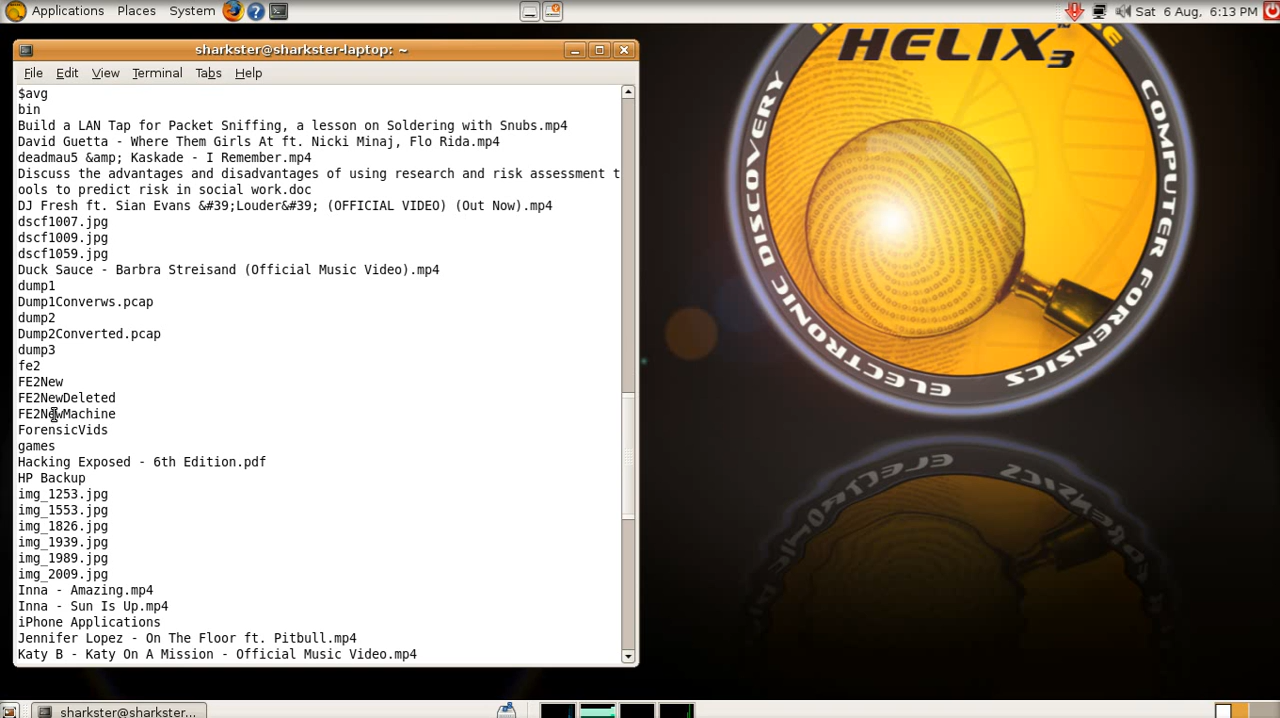 Applications Places System
Sat 6 Aug, 6:13 PM
sharkster@sharkster-laptop: ~
File Edit View Terminal Tabs Help
$avg
bin
Build a LAN Tap for Packet Sniffing, a lesson on Soldering with Snubs.mp4
David Guetta - Where Them Girls At ft. Nicki Minaj, Flo Rida.mp4
deadmau5 &amp; Kaskade - I Remember.mp4
Discuss the advantages and disadvantages of using research and risk assessment t
ools to predict risk in social work.doc
DJ Fresh ft. Sian Evans &#39;Louder&#39; (OFFICIAL VIDEO) (Out Now).mp4
dscf1007.jpg
dscf1009.jpg
dscf1059.jpg
Duck Sauce - Barbra Streisand (Official Music Video).mp4
dump1
Dump1Converws.pcap
dump2
Dump2Converted.pcap
dump3
fe2
FE2New
FE2NewDeleted
FE2NewMachine
ForensicVids
games
Hacking Exposed - 6th Edition.pdf
HP Backup
img_1253.jpg
img_1553.jpg
img_1826.jpg
img_1939.jpg
img_1989.jpg
img_2009.jpg
Inna - Amazing.mp4
Inna - Sun Is Up.mp4
iPhone Applications
Jennifer Lopez - On The Floor ft. Pitbull.mp4
Katy B - Katy On A Mission - Official Music Video.mp4
HELIX3™
COMPUTER FORENSICS
ELECTRONIC DISCOVERY
sharkster@sharkster...